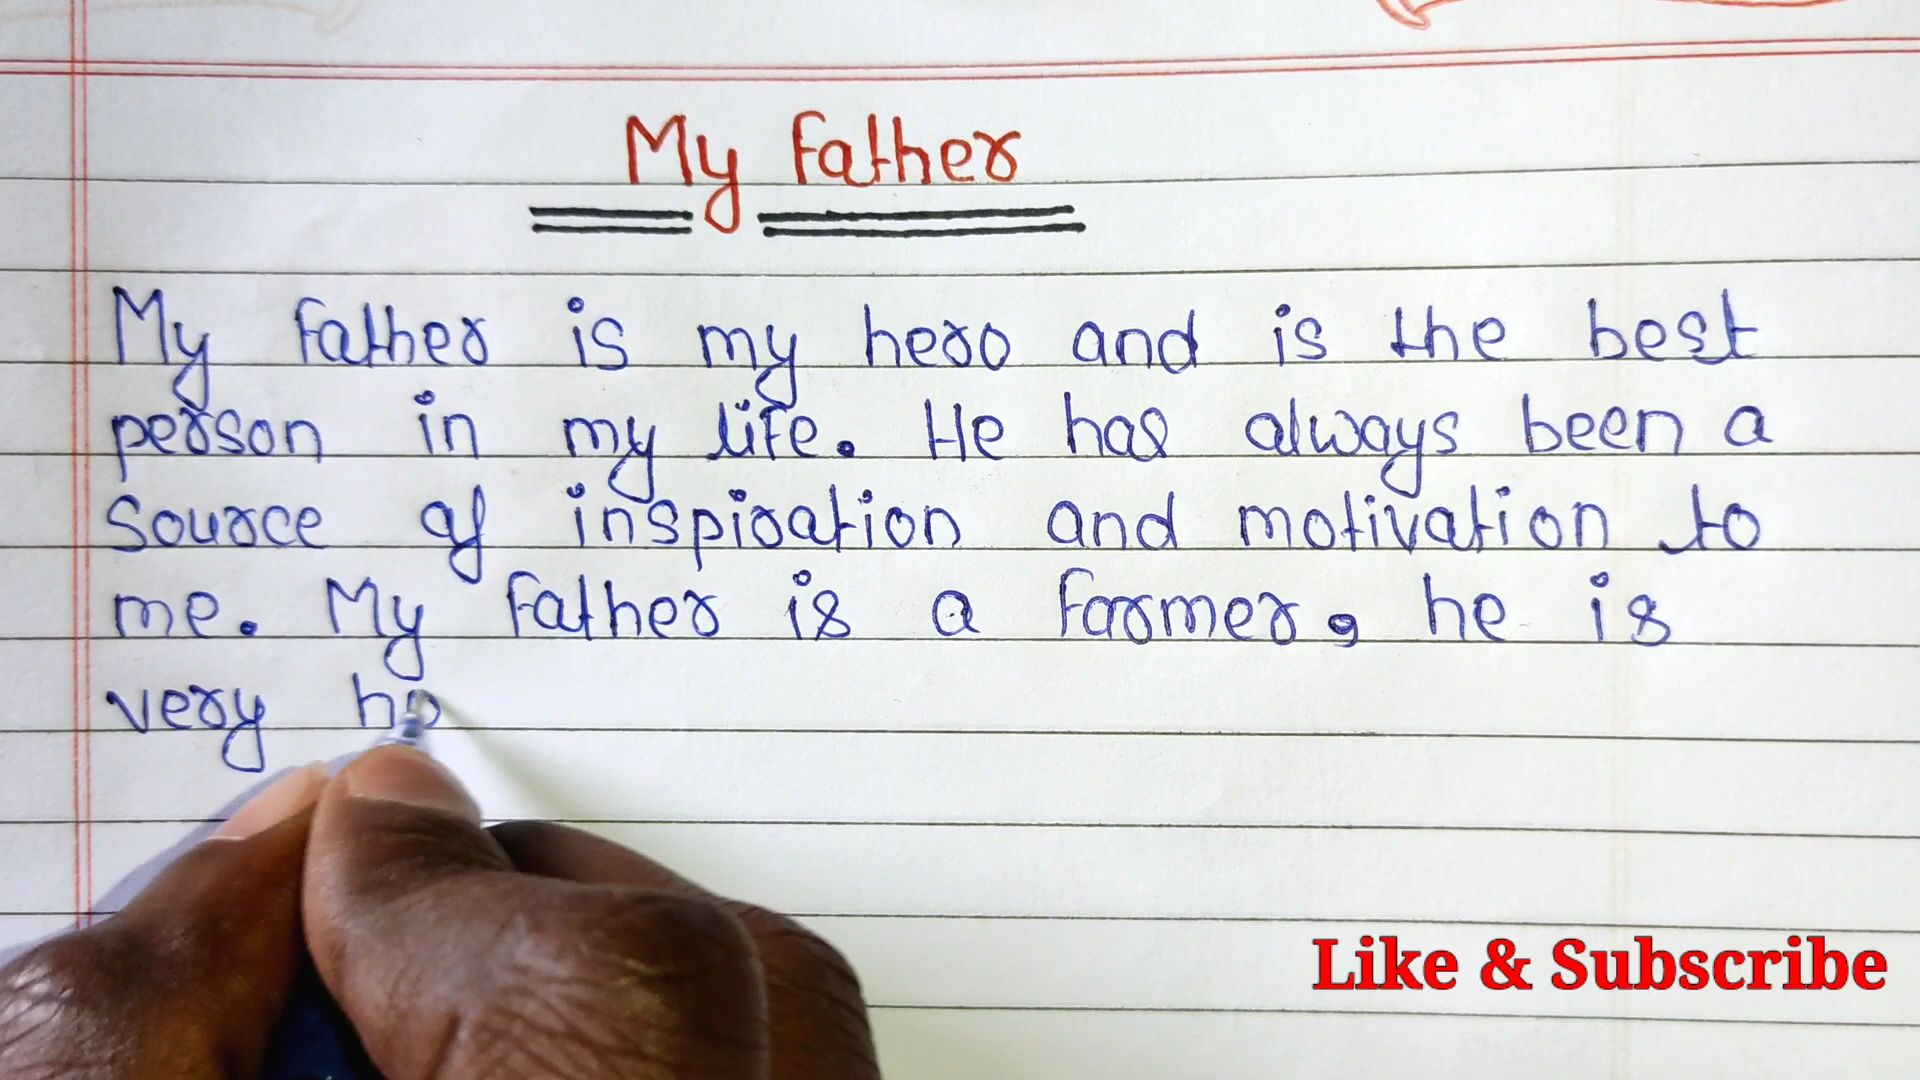 My Father
My Father is my hero and is the best
person in my life. He has always been a
source of inspiration and motivation to
me. My Father is a Farmer, he is
very
Like & Subscribe